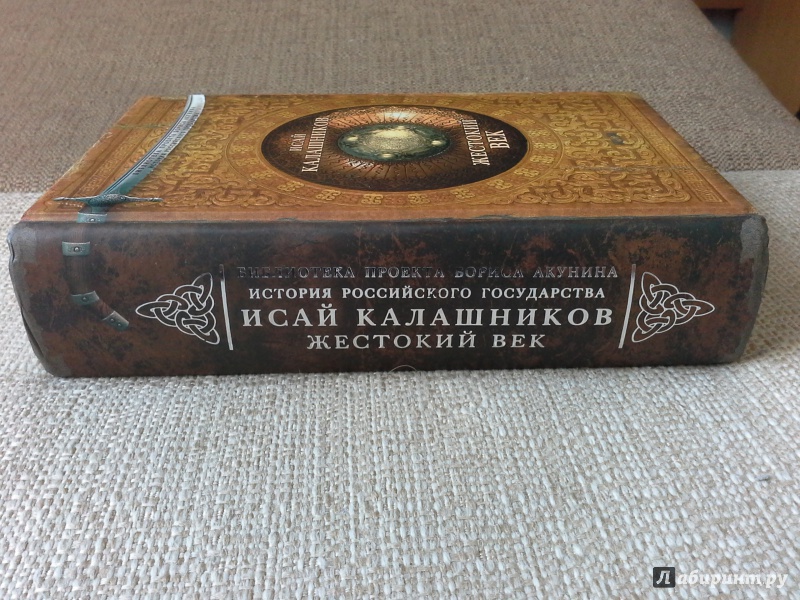 ИСАЙ
КАЛАШНИКОВ
ЖЕСТОКИЙ
ВЕК
БИБЛИОТЕКА ПРОЕКТА БОРИСА АКУНИНА
ИСТОРИЯ РОССИЙСКОГО ГОСУДАРСТВА
ИСАЙ КАЛАШНИКОВ
ЖЕСТОКИЙ ВЕК
Лабиринт.ру